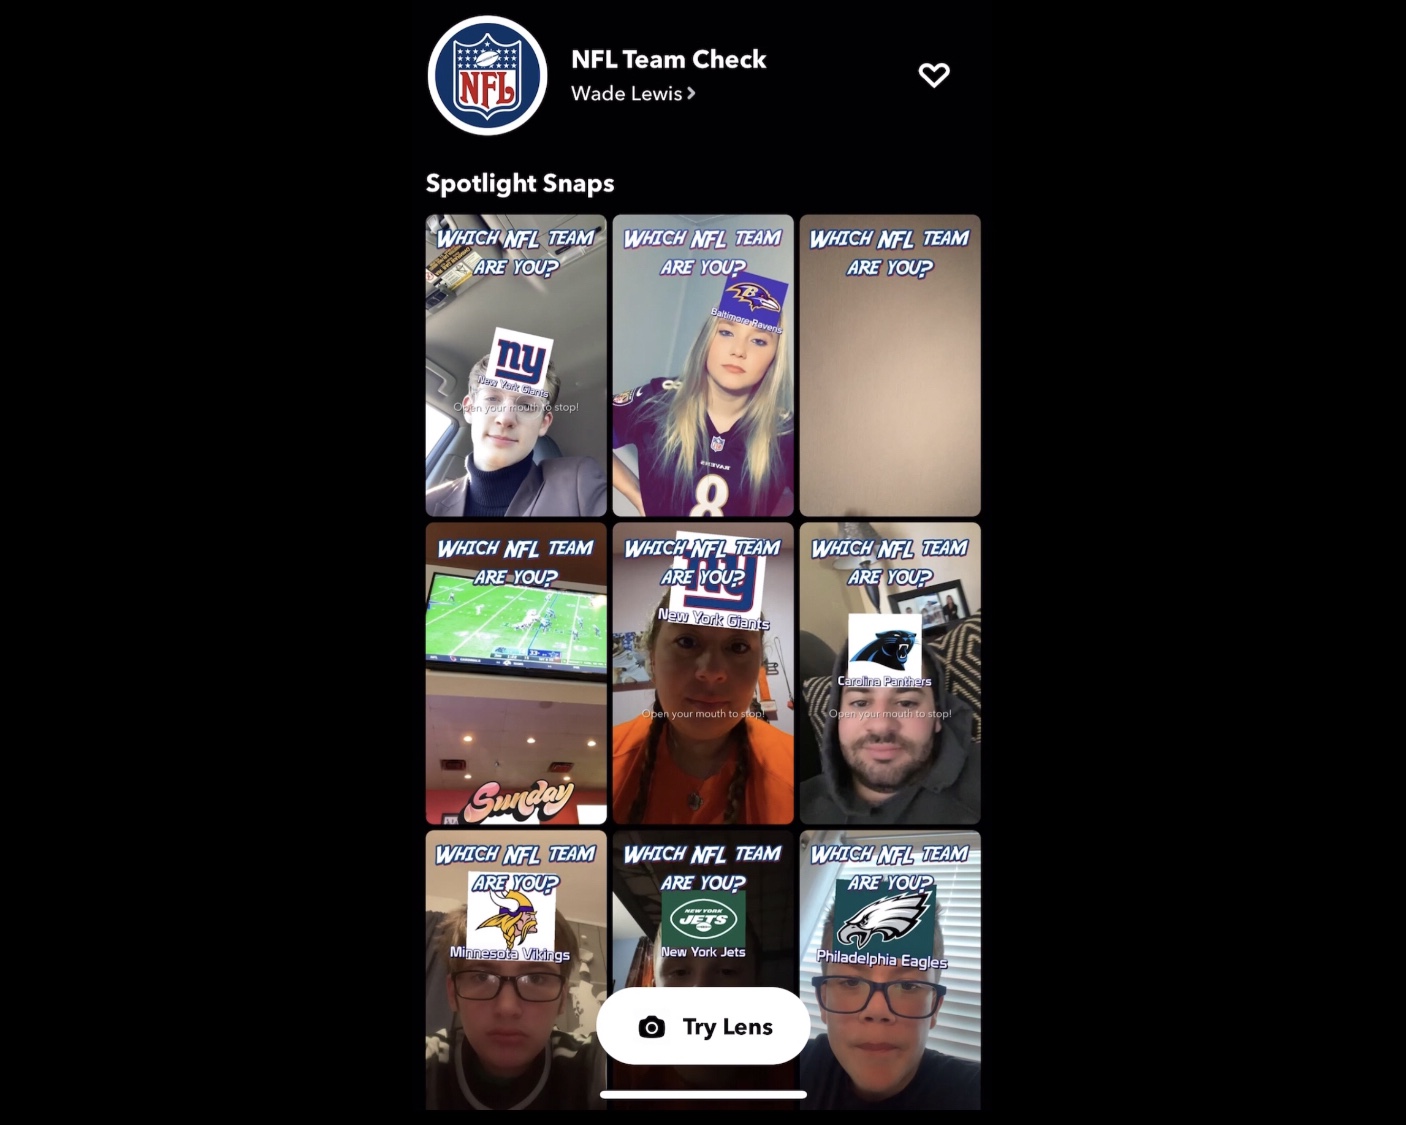 NFL
NFL Team Check
Wade Lewis >
Spotlight Snaps
WHICH NFL TEAM
ARE YOU?
ny
New York Giants
Open your mouth to stop!
WHICH NFL TEAM
ARE YOU?
B
Baltimore Ravens
RAVENS
8
WHICH NFL TEAM
ARE YOU?
WHICH NFL TEAM
ARE YOU?
Sunday
WHICH NFL TEAM
ARE YOU?
ny
New York Giants
Open your mouth to stop!
WHICH NFL TEAM
ARE YOU?
Carolina Panthers
Open your mouth to stop!
WHICH NFL TEAM
ARE YOU?
Minnesota Vikings
WHICH NFL TEAM
ARE YOU?
NEW YORK
JETS
New York Jets
WHICH NFL TEAM
ARE YOU?
Philadelphia Eagles
Try Lens